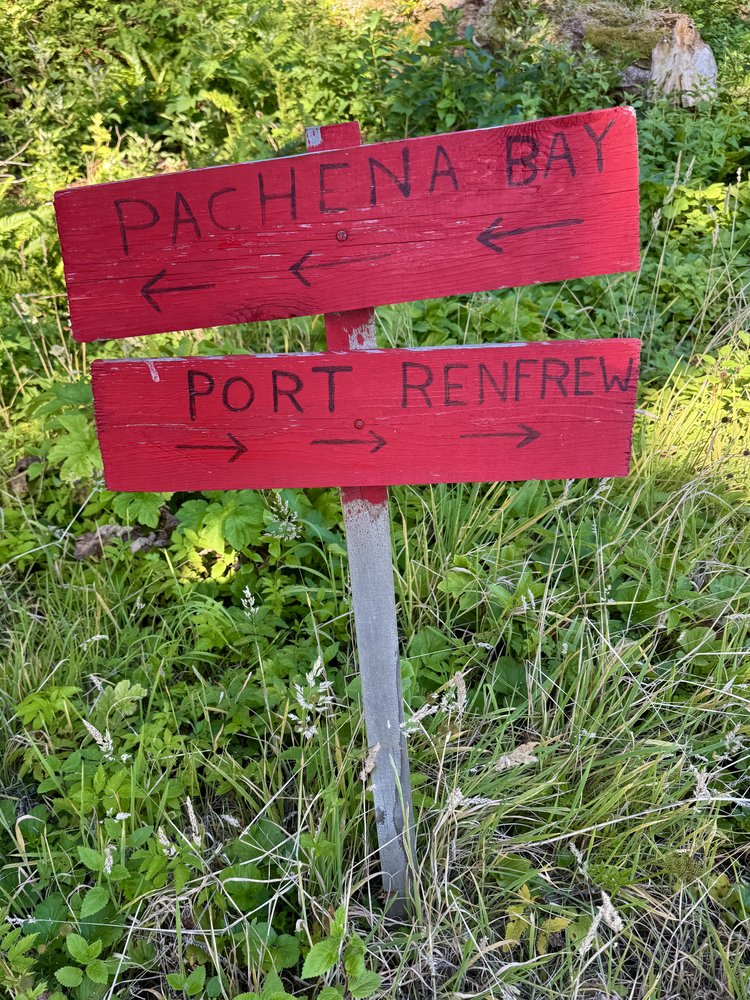 PACHENA BAY
← ← ←
PORT RENFREW
→ → →